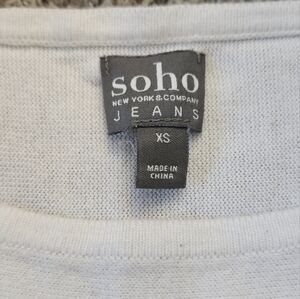 soho
NEW YORK & COMPANY
JEANS
XS
MADE IN
CHINA